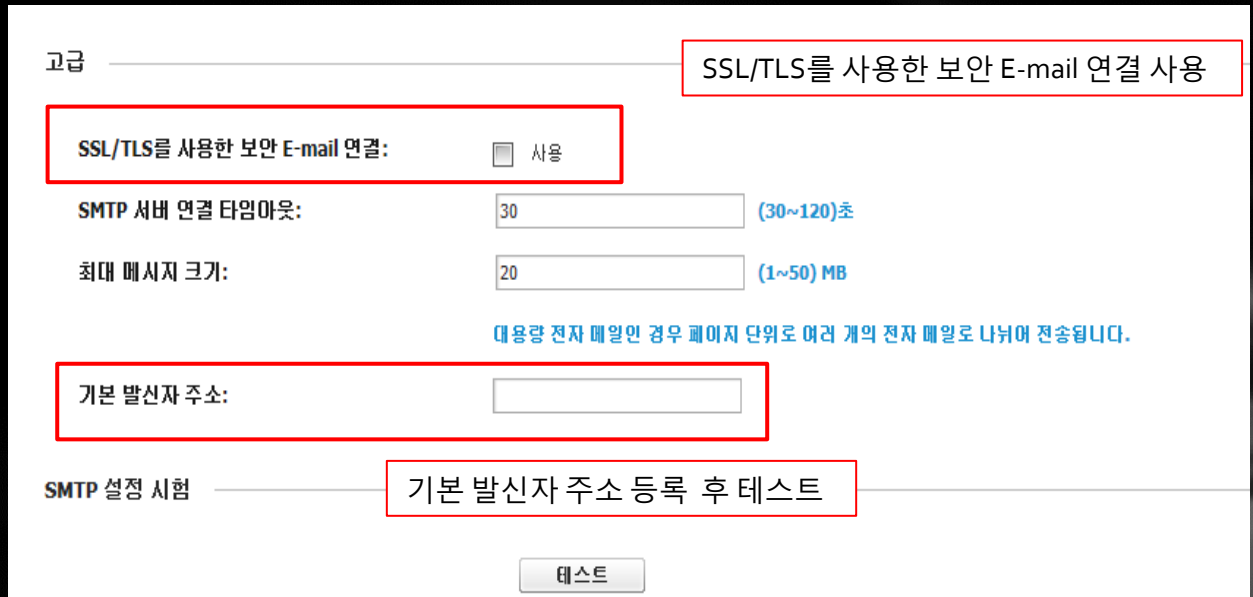 고급
SSL/TLS를 사용한 보안 E-mail 연결 사용
SSL/TLS를 사용한 보안 E-mail 연결: 사용
SMTP 서버 연결 타임아웃: 30 (30~120)초
최대 메시지 크기: 20 (1~50) MB
대용량 전자 메일인 경우 페이지 단위로 여러 개의 전자 메일로 나뉘어 전송됩니다.
기본 발신자 주소:
SMTP 설정 시험
기본 발신자 주소 등록 후 테스트
테스트